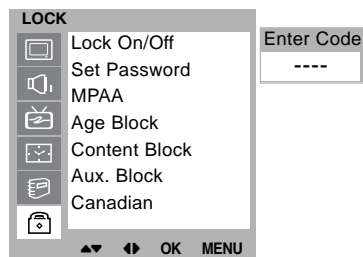 LOCK
Lock On/Off
Set Password
MPAA
Age Block
Content Block
Aux. Block
Canadian
OK MENU
Enter Code
----